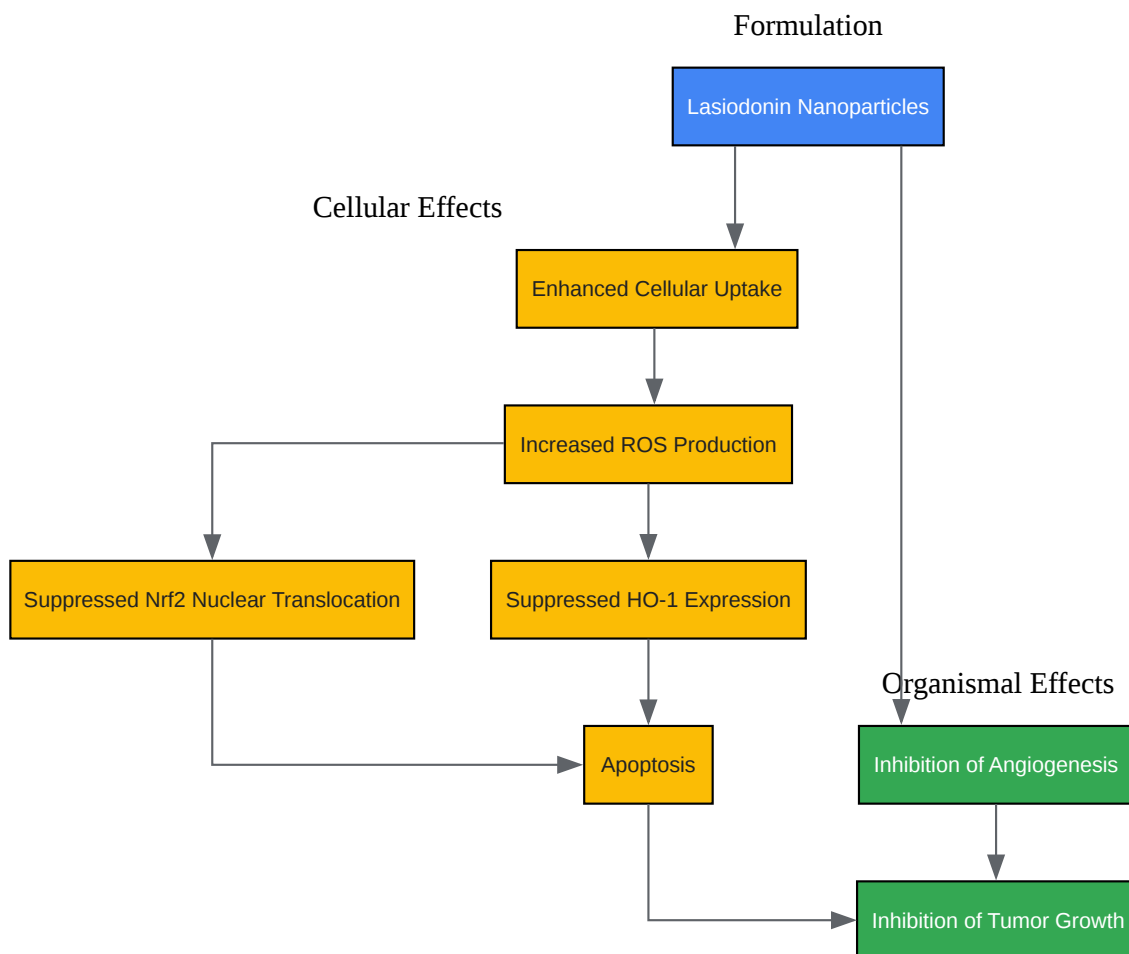 Formulation
Lasiodonin Nanoparticles
Cellular Effects
Enhanced Cellular Uptake
Increased ROS Production
Suppressed Nrf2 Nuclear Translocation
Suppressed HO-1 Expression
Organismal Effects
Apoptosis
Inhibition of Angiogenesis
Inhibition of Tumor Growth